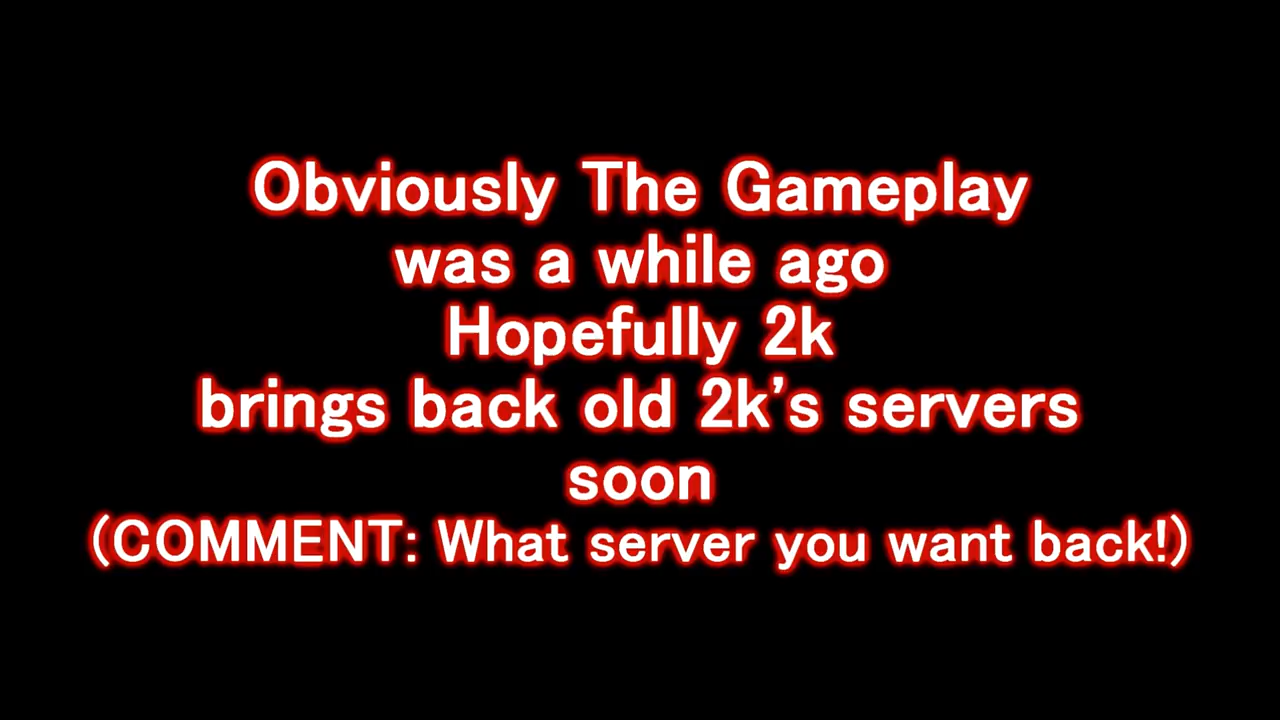 Obviously The Gameplay
was a while ago
Hopefully 2k
brings back old 2k's servers
soon
(COMMENT: What server you want back!)